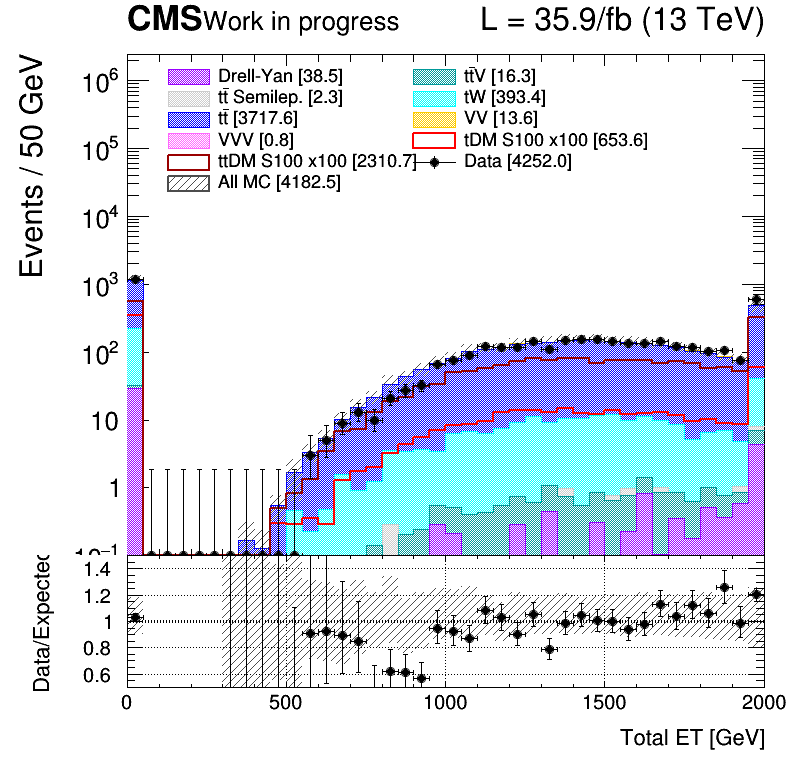 CMS Work in progress L = 35.9/fb (13 TeV)
Events / 50 GeV
10⁶
10⁵
10⁴
10³
10²
10
1
10⁻¹
Drell-Yan [38.5]
tt̄V [16.3]
tt̄ Semilep. [2.3]
tW [393.4]
tt̄ [3717.6]
VV [13.6]
VVV [0.8]
tDM S100 x100 [653.6]
ttDM S100 x100 [2310.7]
Data [4252.0]
All MC [4182.5]
Data/Expected
1.4
1.2
1
0.8
0.6
0 500 1000 1500 2000
Total ET [GeV]